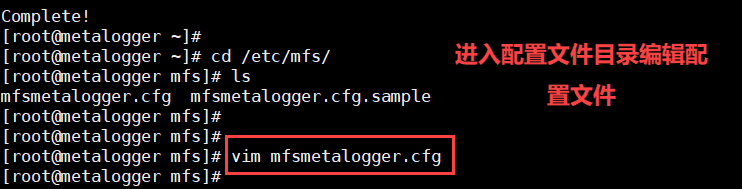 Complete!
[root@metalogger ~]#
[root@metalogger ~]# cd /etc/mfs/
[root@metalogger mfs]# ls
mfsmetalogger.cfg  mfsmetalogger.cfg.sample
[root@metalogger mfs]#
[root@metalogger mfs]#
[root@metalogger mfs]# vim mfsmetalogger.cfg
[root@metalogger mfs]#
进入配置文件目录编辑配
置文件